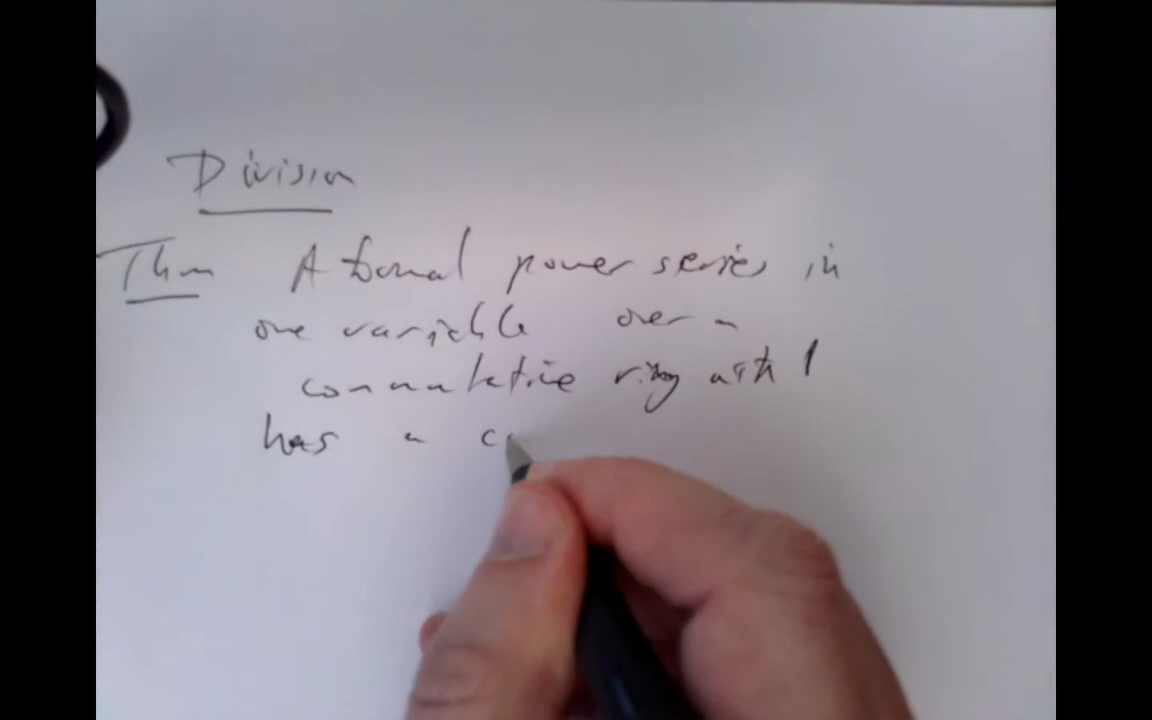 Division
Thm A formal power series in
one variable over a
commutative ring with 1
has a c